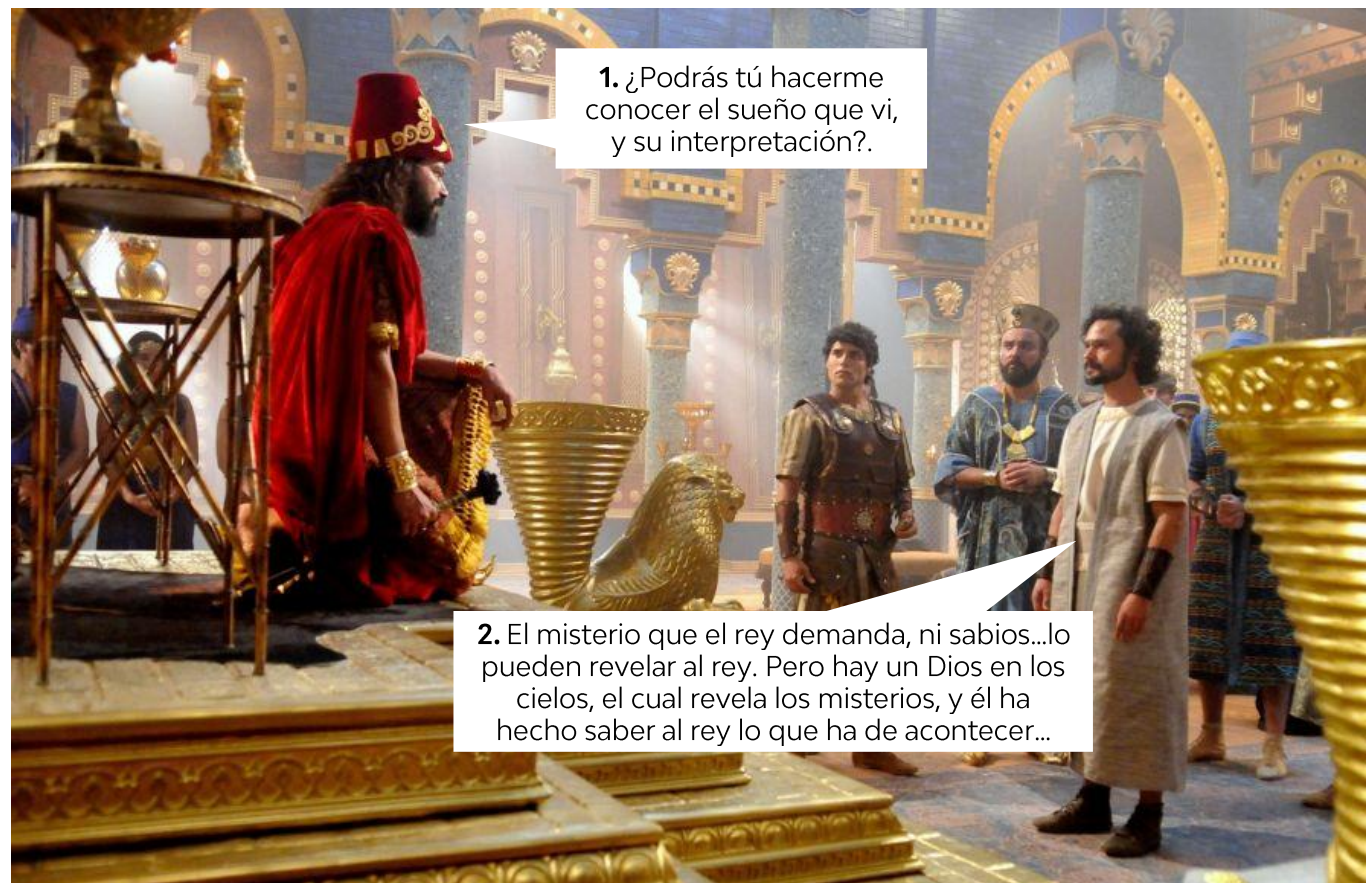 1. ¿Podrás tú hacerme
conocer el sueño que vi,
y su interpretación?.
2. El misterio que el rey demanda, ni sabios...lo
pueden revelar al rey. Pero hay un Dios en los
cielos, el cual revela los misterios, y él ha
hecho saber al rey lo que ha de acontecer...